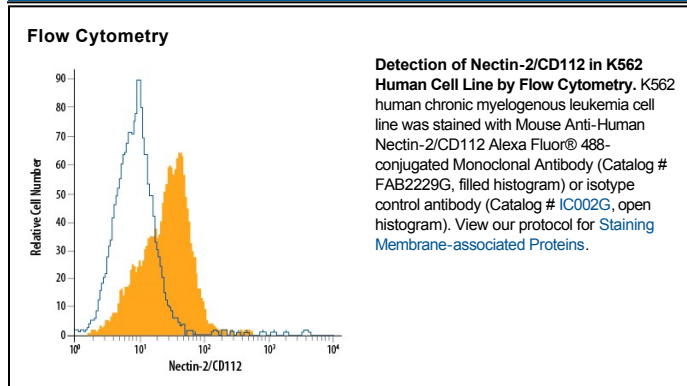 Flow Cytometry
Detection of Nectin-2/CD112 in K562
Human Cell Line by Flow Cytometry. K562
human chronic myelogenous leukemia cell
line was stained with Mouse Anti-Human
Nectin-2/CD112 Alexa Fluor® 488-
conjugated Monoclonal Antibody (Catalog #
FAB2229G, filled histogram) or isotype
control antibody (Catalog # IC002G, open
histogram). View our protocol for Staining
Membrane-associated Proteins.
Relative Cell Number
90
80
70
60
50
40
30
20
10
0
10⁰ 10¹ 10² 10³ 10⁴
Nectin-2/CD112